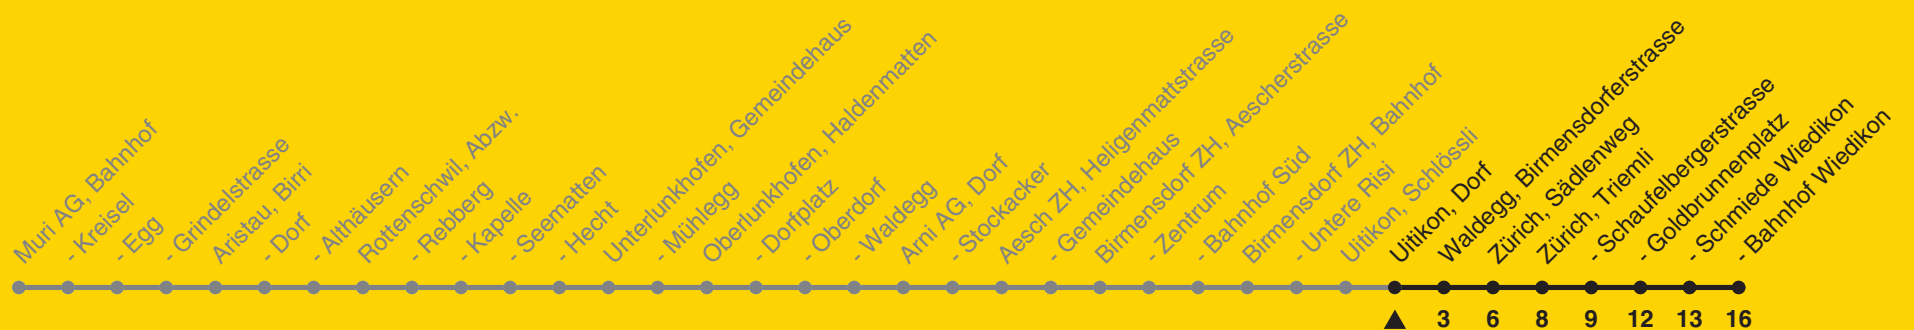 Muri AG, Bahnhof
- Kreisel
- Egg
- Grindelstrasse
Aristau, Birri
- Dorf
- Althäusern
Rottenschwil, Abzw.
- Rebberg
- Kapelle
- Seematten
- Hecht
Unterlunkhofen, Gemeindehaus
- Mühlegg
Oberlunkhofen, Haldenmatten
- Dorfplatz
- Oberdorf
- Waldegg
Arni AG, Dorf
- Stockacker
Aesch ZH, Heligenmattstrasse
- Gemeindehaus
Birmensdorf ZH, Aescherstrasse
- Zentrum
- Bahnhof Süd
Birmensdorf ZH, Bahnhof
- Untere Risi
Uitikon, Schlössli
Uitikon, Dorf
Waldegg, Birmensdorferstrasse
Zürich, Sädlenweg
Zürich, Triemli
- Schaufelbergerstrasse
- Goldbrunnenplatz
- Schmiede Wiedikon
- Bahnhof Wiedikon
3 6 8 9 12 13 16